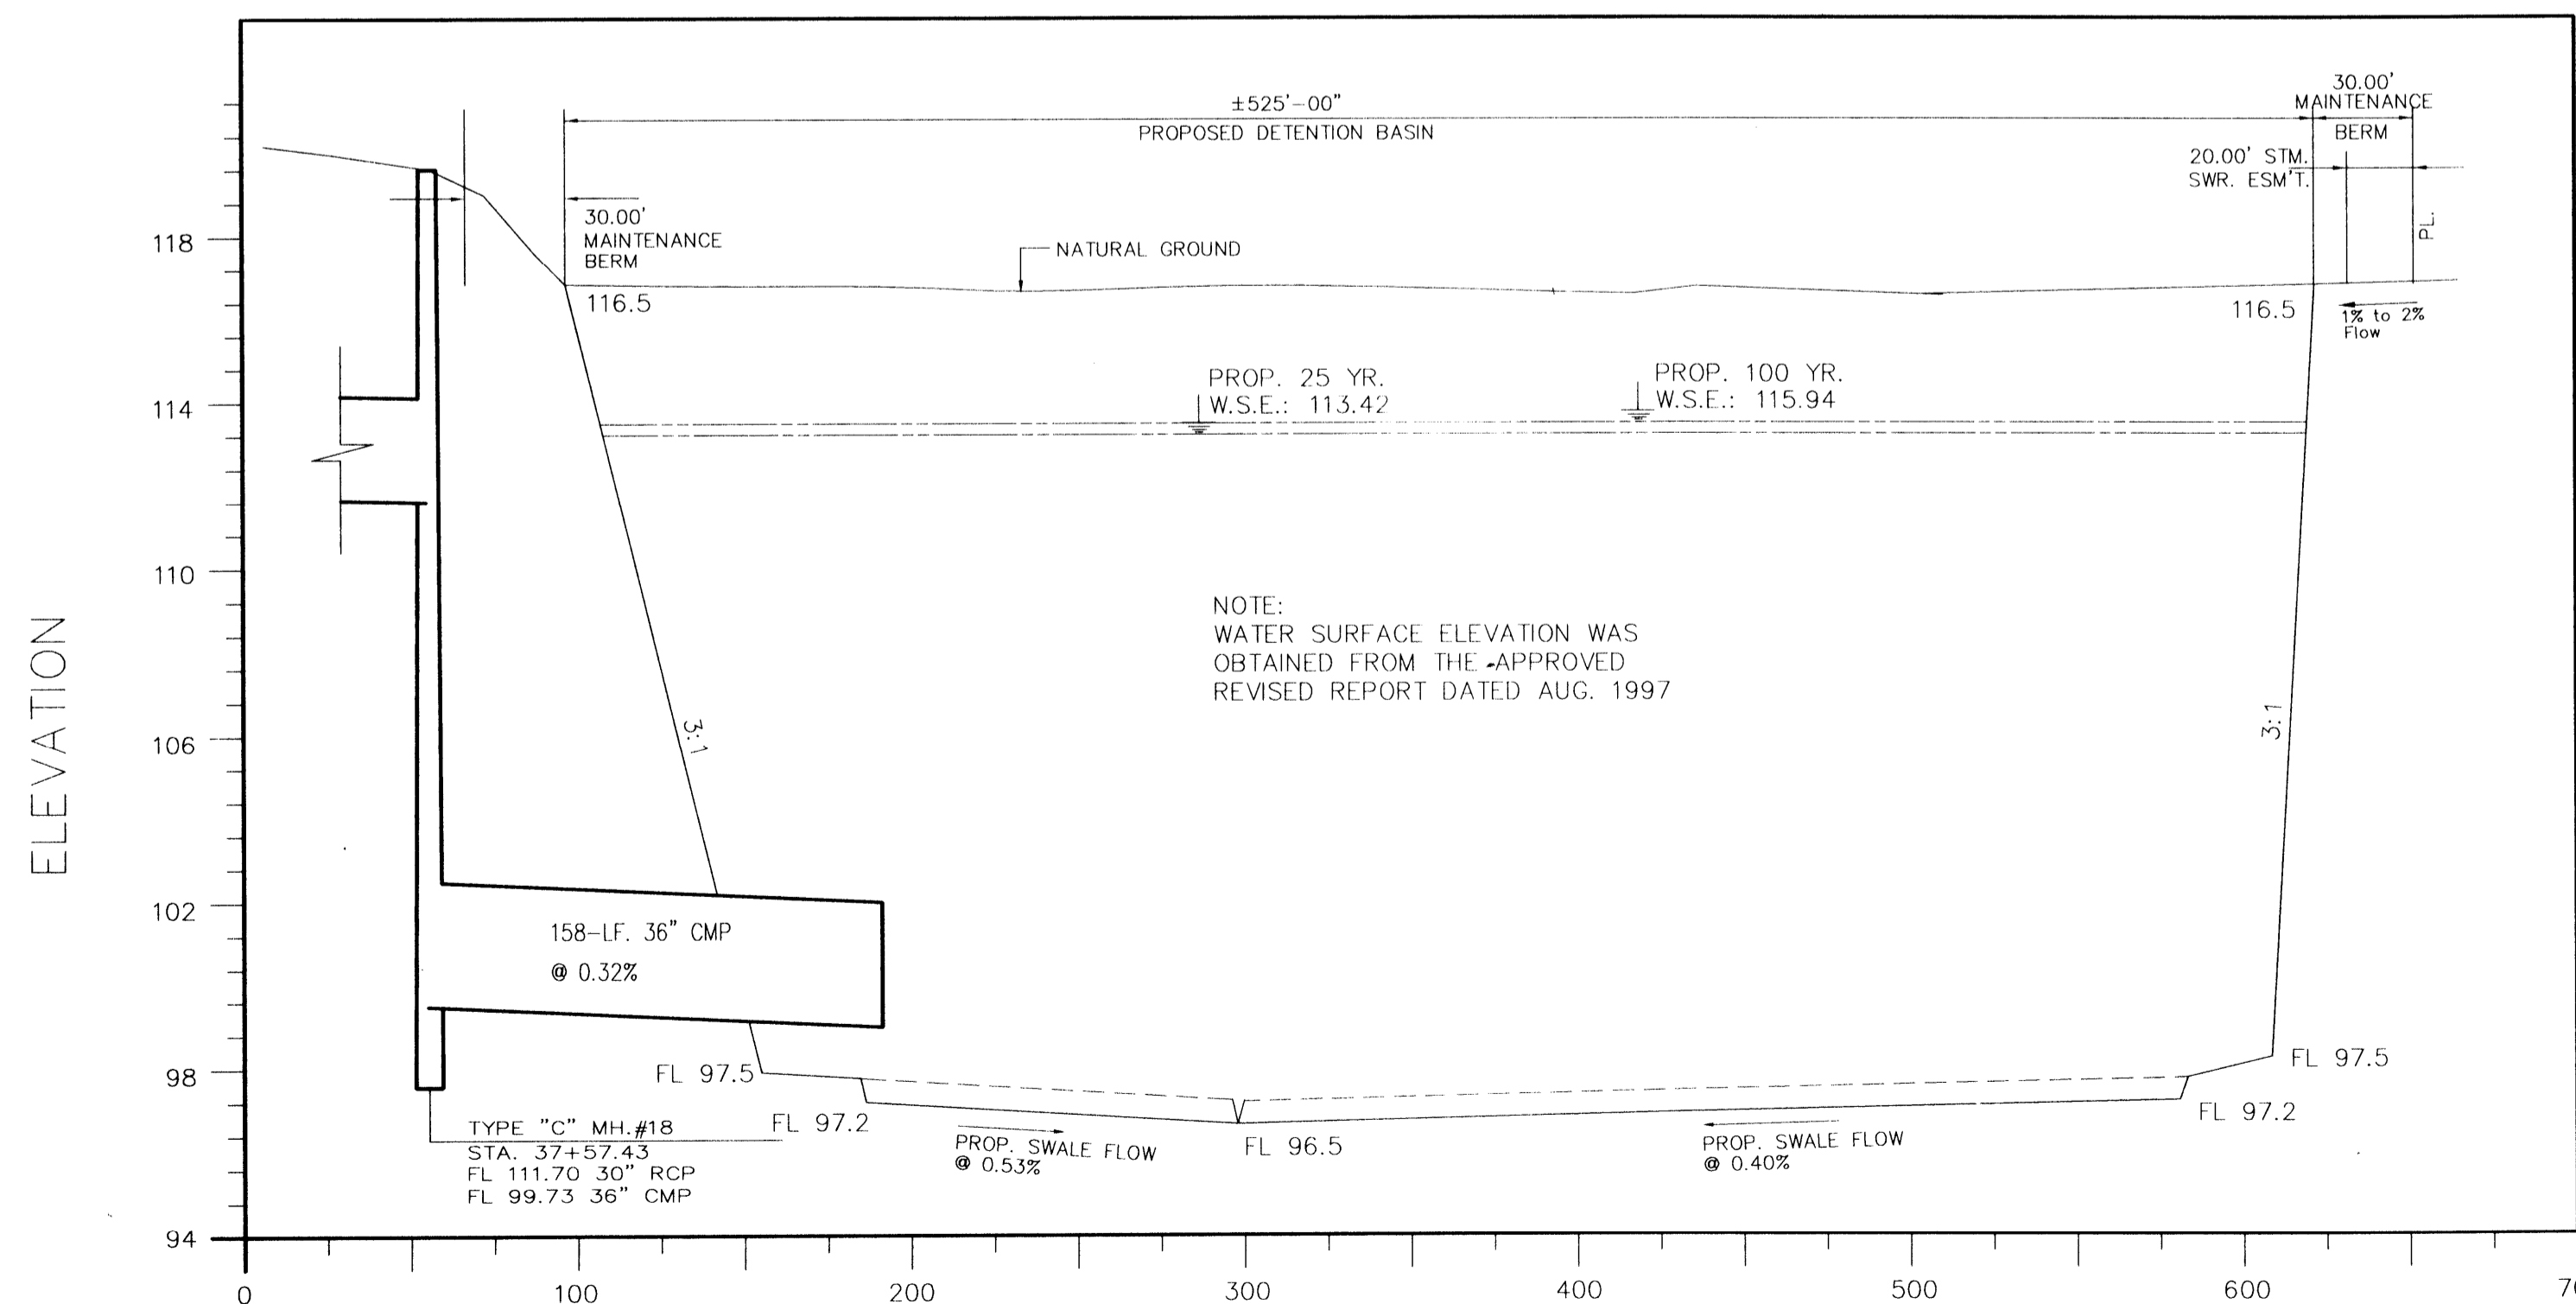 30.00'
MAINTENANCE
BERM
±525'-00"
PROPOSED DETENTION BASIN
20.00' STM.
SWR. ESM'T.
PL.
30.00'
MAINTENANCE
BERM
NATURAL GROUND
116.5
116.5
1% to 2%
Flow
PROP. 25 YR.
W.S.E.: 113.42
PROP. 100 YR.
W.S.E.: 115.94
NOTE:
WATER SURFACE ELEVATION WAS
OBTAINED FROM THE APPROVED
REVISED REPORT DATED AUG. 1997
3:1
3:1
158-LF. 36" CMP
@ 0.32%
FL 97.5
FL 97.5
FL 97.2
FL 97.2
FL 96.5
PROP. SWALE FLOW
@ 0.53%
PROP. SWALE FLOW
@ 0.40%
TYPE "C" MH.#18
STA. 37+57.43
FL 111.70 30" RCP
FL 99.73 36" CMP
ELEVATION
118
114
110
106
102
98
94
0 100 200 300 400 500 600